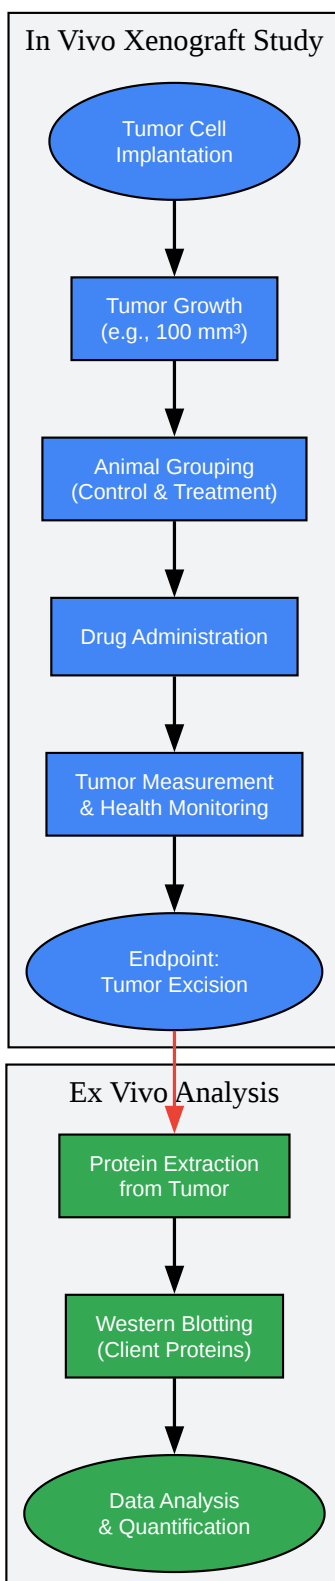 In Vivo Xenograft Study
Tumor Cell
Implantation
Tumor Growth
(e.g., 100 mm³)
Animal Grouping
(Control & Treatment)
Drug Administration
Tumor Measurement
& Health Monitoring
Endpoint:
Tumor Excision
Ex Vivo Analysis
Protein Extraction
from Tumor
Western Blotting
(Client Proteins)
Data Analysis
& Quantification